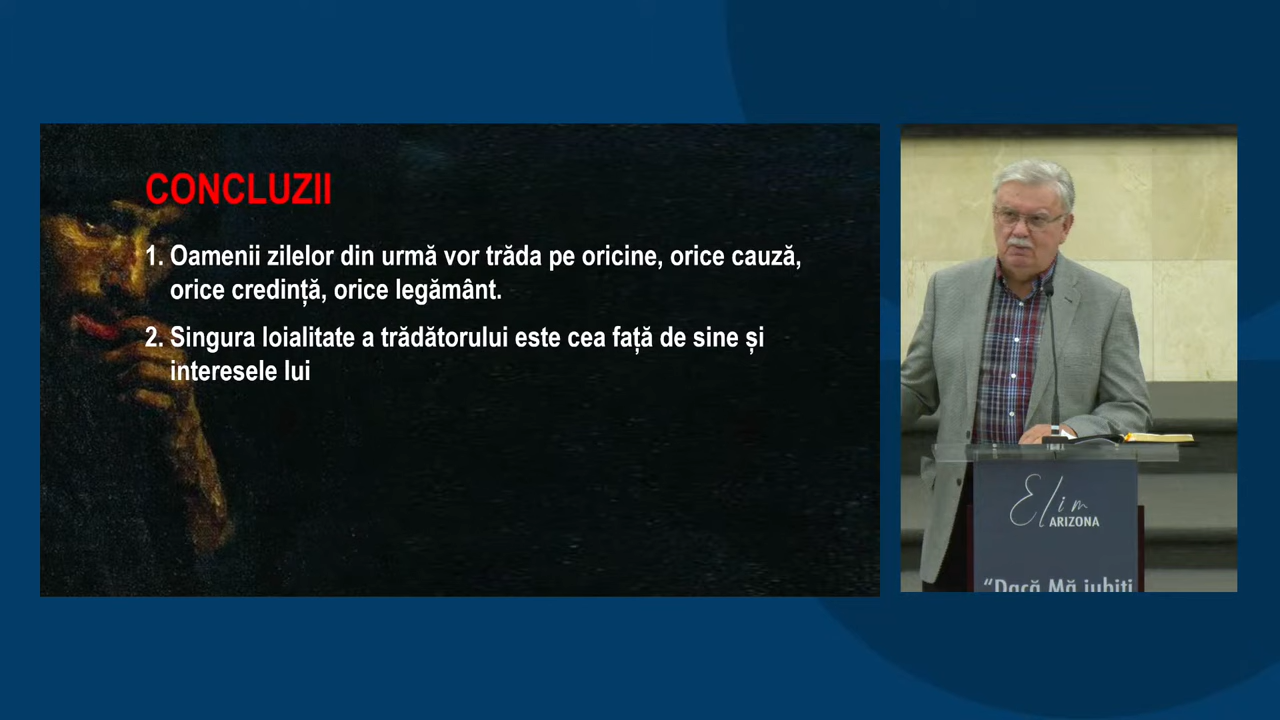 CONCLUZII
1. Oamenii zilelor din urmă vor trăda pe oricine, orice cauză,
orice credință, orice legământ.
2. Singura loialitate a trădătorului este cea față de sine și
interesele lui
Elim
ARIZONA
“Dacă Mă iubiți